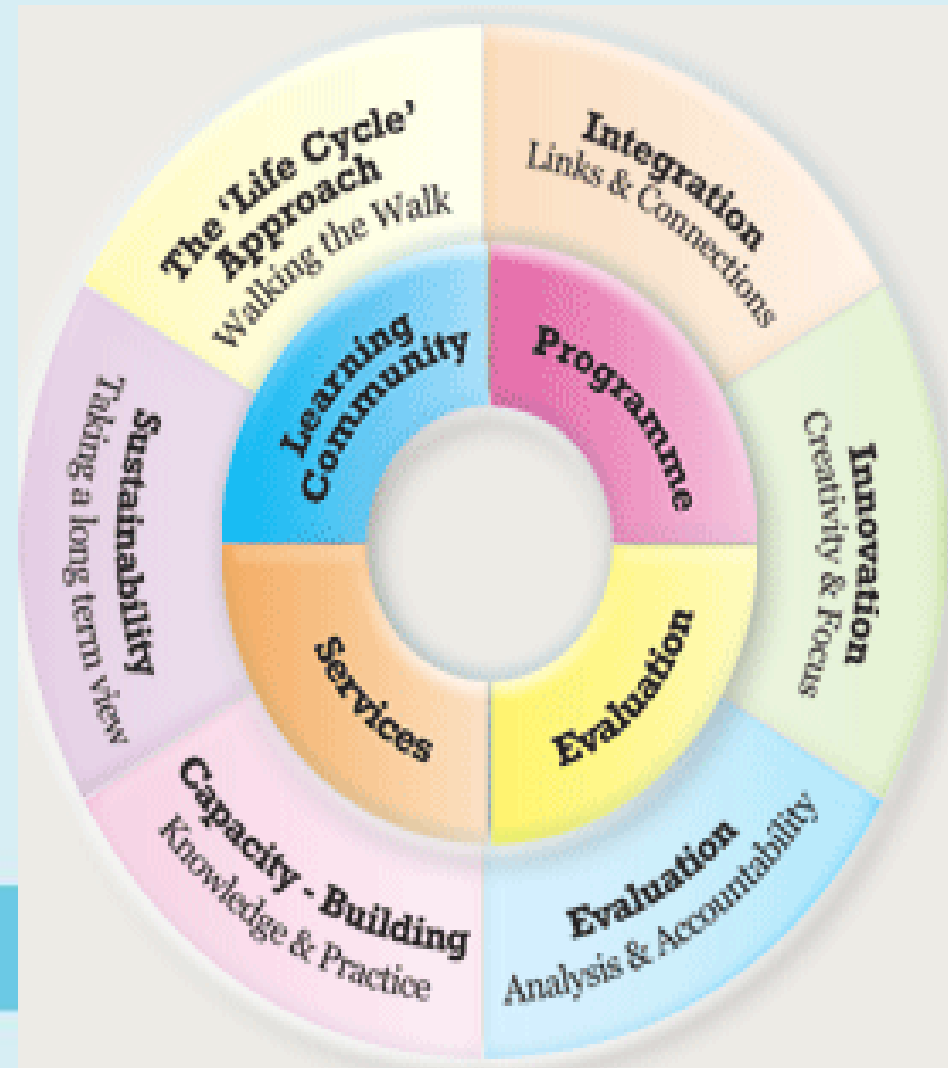 The 'Life Cycle'
Approach
Walking the Walk
Integration
Links & Connections
Innovation
Creativity & Focus
Evaluation
Analysis & Accountability
Capacity - Building
Knowledge & Practice
Sustainability
Taking a long term view
Learning
Community
Programme
Evaluation
Services